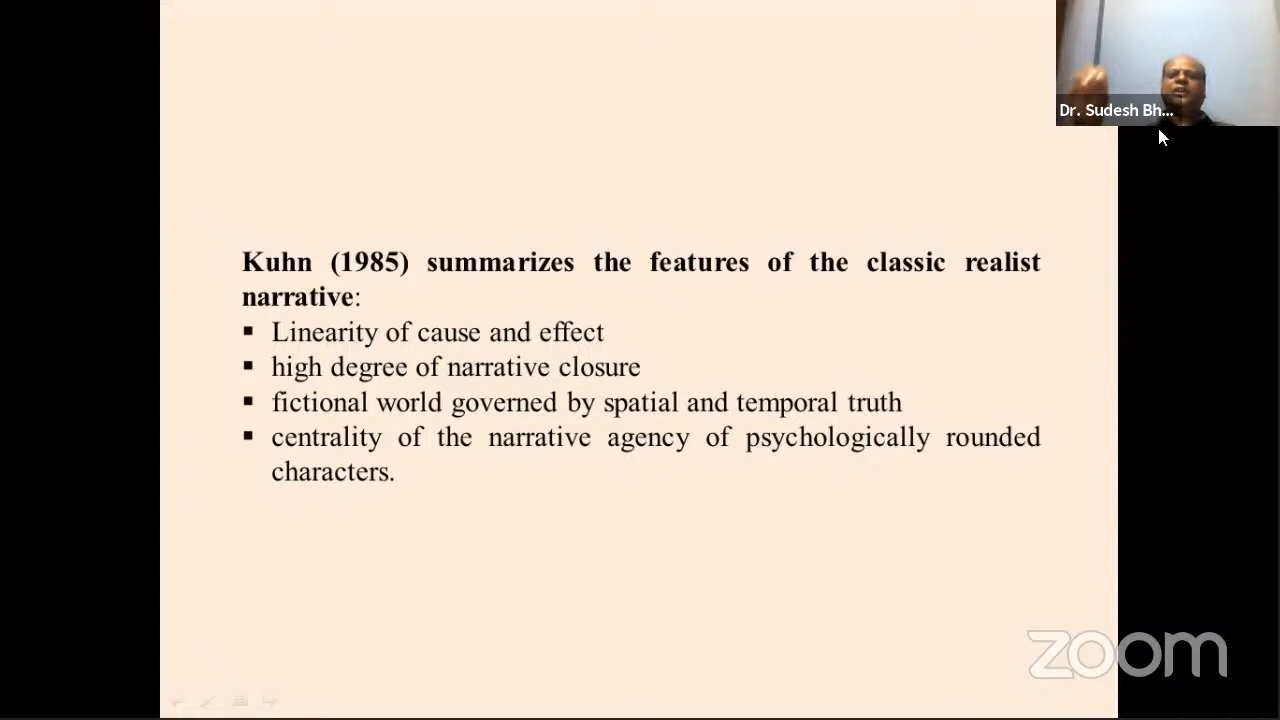 Dr. Sudesh Bh...
Kuhn (1985) summarizes the features of the classic realist
narrative:
▪ Linearity of cause and effect
▪ high degree of narrative closure
▪ fictional world governed by spatial and temporal truth
▪ centrality of the narrative agency of psychologically rounded
characters.
zoom